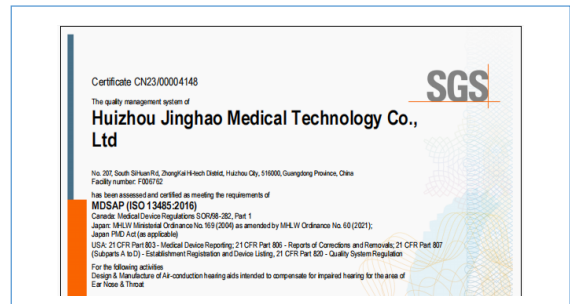 SGS
Certificate CN23/00004148
The quality management system of
Huizhou Jinghao Medical Technology Co.,
Ltd
No. 207, South SiHuan Rd, ZhongKai Hi-tech District, Huizhou City, 516000, Guangdong Province, China
Facility number: F006762
has been assessed and certified as meeting the requirements of
MDSAP (ISO 13485:2016)
Canada: Medical Device Regulations SOR/98-282, Part 1
Japan: MHLW Ministerial Ordinance No. 169 (2004) as amended by MHLW Ordinance No. 60 (2021);
Japan PMD Act (as applicable)
USA: 21 CFR Part 803 - Medical Device Reporting; 21 CFR Part 806 - Reports of Corrections and Removals; 21 CFR Part 807
(Subparts A to D) - Establishment Registration and Device Listing, 21 CFR Part 820 - Quality System Regulation
For the following activities
Design & Manufacture of Air-conduction hearing aids intended to compensate for impaired hearing for the area of
Ear Nose & Throat